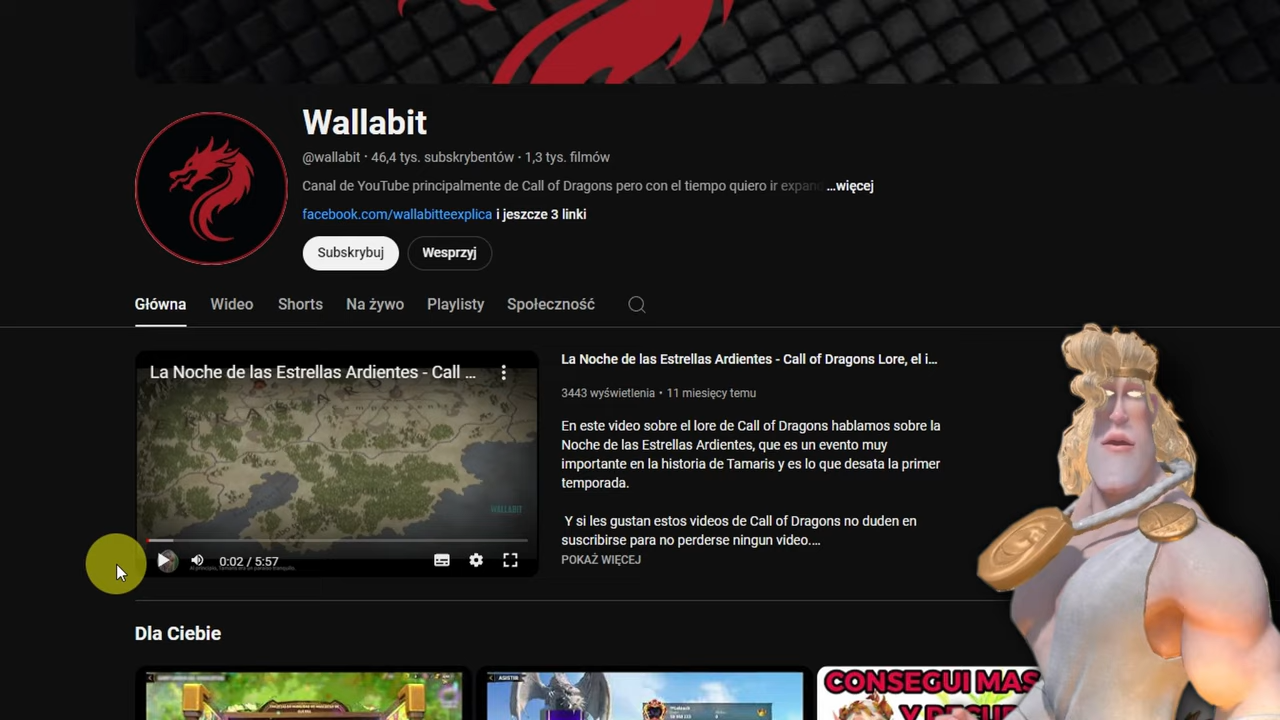 Wallabit
@wallabit • 46,4 tys. subskrybentów • 1,3 tys. filmów
Canal de YouTube principalmente de Call of Dragons pero con el tiempo quiero ir expan ...więcej
facebook.com/wallabitteexplica i jeszcze 3 linki
Subskrybuj Wesprzyj
Główna Wideo Shorts Na żywo Playlisty Społeczność
La Noche de las Estrellas Ardientes - Call ...
WALLABIT
0:02 / 5:57
La Noche de las Estrellas Ardientes - Call of Dragons Lore, el i...
3443 wyświetlenia • 11 miesięcy temu
En este video sobre el lore de Call of Dragons hablamos sobre la
Noche de las Estrellas Ardientes, que es un evento muy
importante en la historia de Tamaris y es lo que desata la primer
temporada.
Y si les gustan estos videos de Call of Dragons no duden en
suscribirse para no perderse ningun video....
POKAŻ WIĘCEJ
Dla Ciebie
CONSEGUI MAS